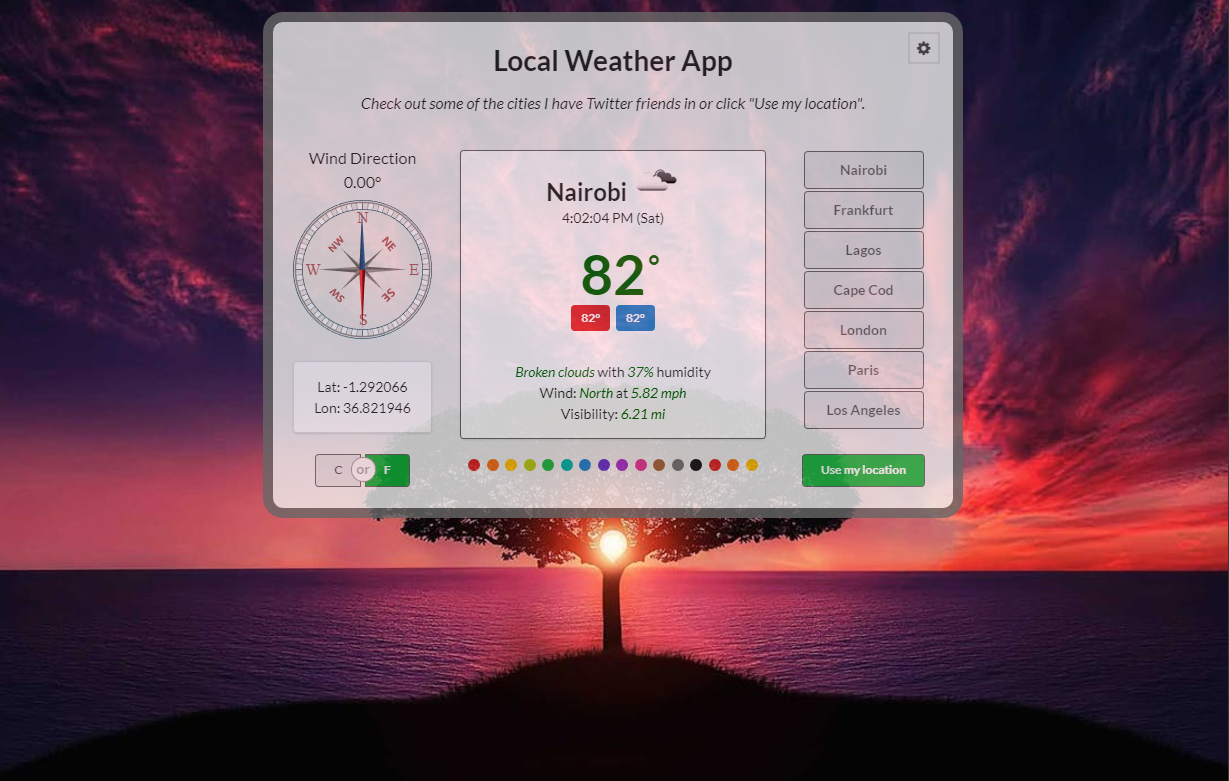 Local Weather App
Check out some of the cities I have Twitter friends in or click "Use my location".
Wind Direction
0.00°
N
NW
NE
W
E
SW
SE
S
Lat: -1.292066
Lon: 36.821946
C or F
Nairobi
4:02:04 PM (Sat)
82°
82° 82°
Broken clouds with 37% humidity
Wind: North at 5.82 mph
Visibility: 6.21 mi
Nairobi
Frankfurt
Lagos
Cape Cod
London
Paris
Los Angeles
Use my location